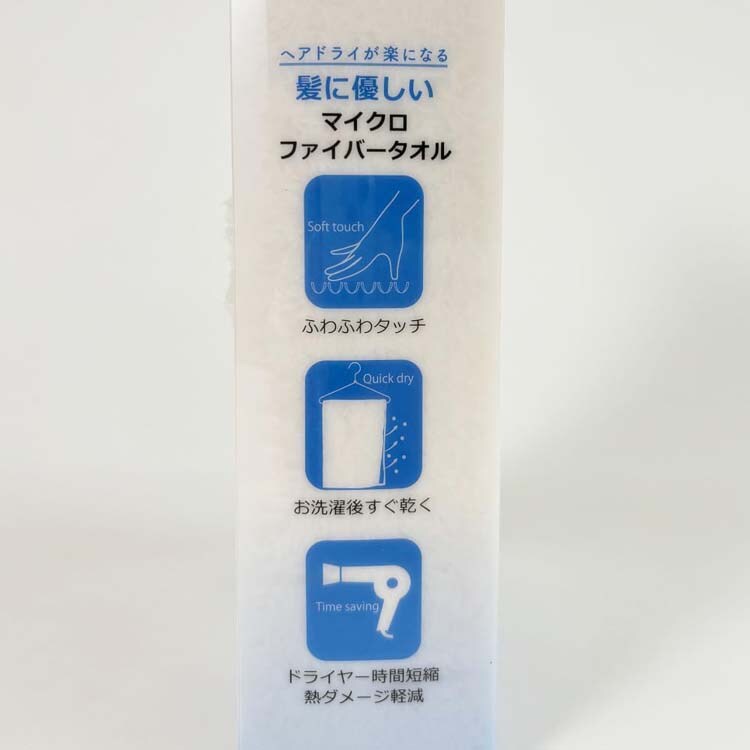 ヘアドライが楽になる
髪に優しい
マイクロ
ファイバータオル
Soft touch
ふわふわタッチ
Quick dry
お洗濯後すぐ乾く
Time saving
ドライヤー時間短縮
熱ダメージ軽減